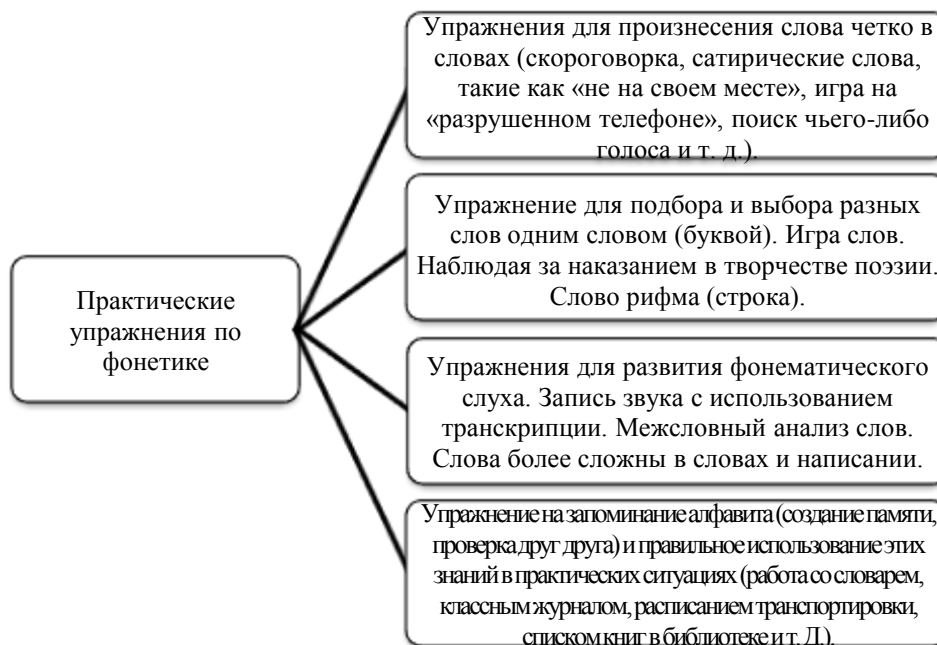 Упражнения для произнесения слова четко в
словах (скороговорка, сатирические слова,
такие как «не на своем месте», игра на
«разрушенном телефоне», поиск чьего-либо
голоса и т. д.).
Упражнение для подбора и выбора разных
слов одним словом (буквой). Игра слов.
Наблюдая за наказанием в творчестве поэзии.
Слово рифма (строка).
Практические
упражнения по
фонетике
Упражнения для развития фонематического
слуха. Запись звука с использованием
транскрипции. Межсловный анализ слов.
Слова более сложны в словах и написании.
Упражнение на запоминание алфавита (создание памяти,
проверка друг друга) и правильное использование этих
знаний в практических ситуациях (работа со словарем,
классным журналом, расписанием транспортировки,
списком книг в библиотеке и т. Д.).